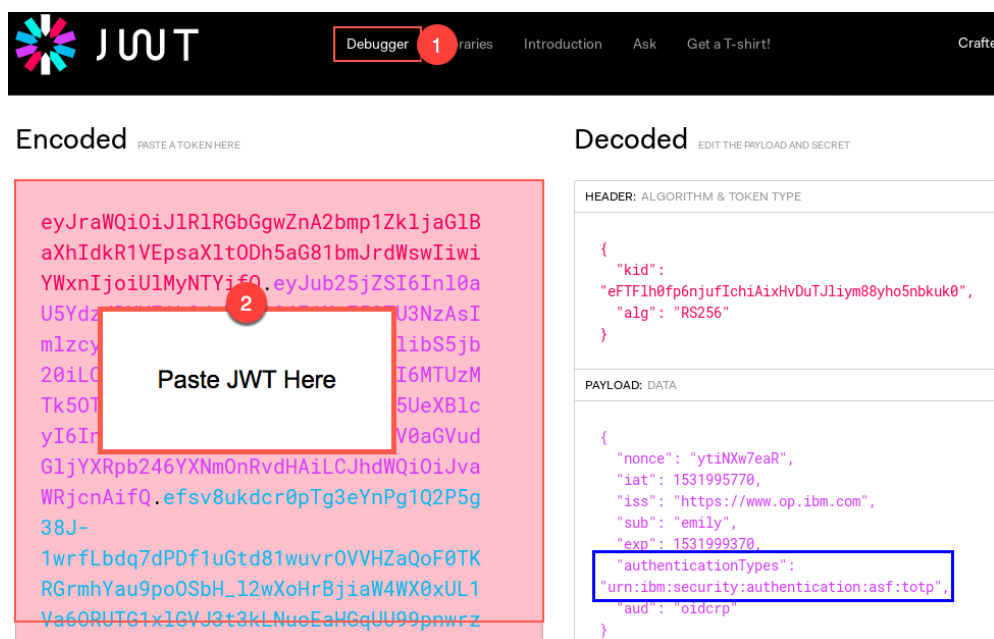 JWT
Debugger 1 raries Introduction Ask Get a T-shirt! Crafte
Encoded PASTE A TOKEN HERE
Decoded EDIT THE PAYLOAD AND SECRET
eyJraWQiOiJlRlRGbGgwZnA2bmp1ZkljaGlB
aXhIdkR1VEpsaXltODh5aG81bmJrdWswIiwi
YWxnIjoiUlMyNTYifQ.eyJub25jZSI6Inl0a
U5Ydz U3NzAsI
2
mlzcy libS5jb
20iLC I6MTUzM
Tk5OT 5UeXBlc
yI6In V0aGVud
Paste JWT Here
GljYXRpb246YXNmOnRvdHAiLCJhdWQiOiJva
WRjcnAifQ.efsv8ukdcr0pTg3eYnPg1Q2P5g
38J-
1wrfLbdq7dPDf1uGtd81wuvrOVVHZaQoF0TK
RGrmhYau9poOSbH_l2wXoHrBjiaW4WX0xUL1
Va6ORUTG1xlGVJ3t3kLNuoEaHGqUU99pnwrz
HEADER: ALGORITHM & TOKEN TYPE
{
"kid":
"eFTFlh0fp6njufIchiAixHvDuTJliym88yho5nbkuk0",
"alg": "RS256"
}
PAYLOAD: DATA
{
"nonce": "ytiNXw7eaR",
"iat": 1531995770,
"iss": "https://www.op.ibm.com",
"sub": "emily",
"exp": 1531999370,
"authenticationTypes":
"urn:ibm:security:authentication:asf:totp",
"aud": "oidcrp"
}